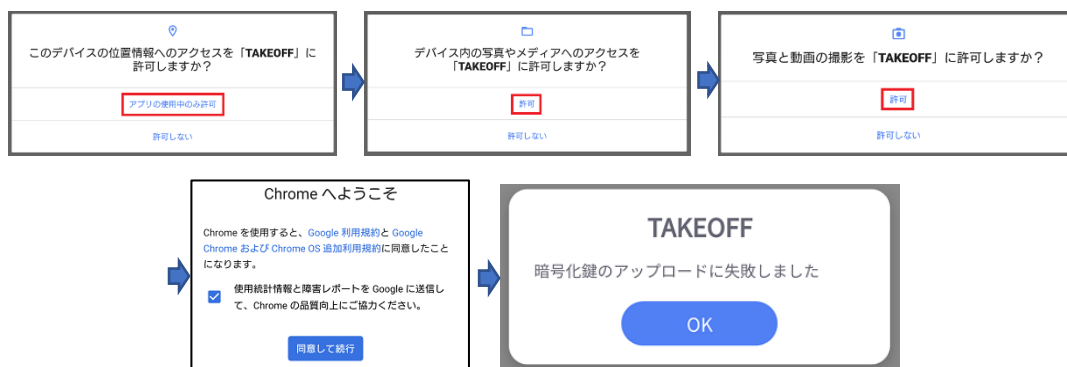 このデバイスの位置情報へのアクセスを「TAKEOFF」に
許可しますか？
アプリの使用中のみ許可
許可しない
デバイス内の写真やメディアへのアクセスを
「TAKEOFF」に許可しますか？
許可
許可しない
写真と動画の撮影を「TAKEOFF」に許可しますか？
許可
許可しない
Chrome へようこそ
Chrome を使用すると、Google 利用規約と Google
Chrome および Chrome OS 追加利用規約に同意したこと
になります。
使用統計情報と障害レポートを Google に送信し
て、Chrome の品質向上にご協力ください。
同意して続行
TAKEOFF
暗号化鍵のアップロードに失敗しました
OK